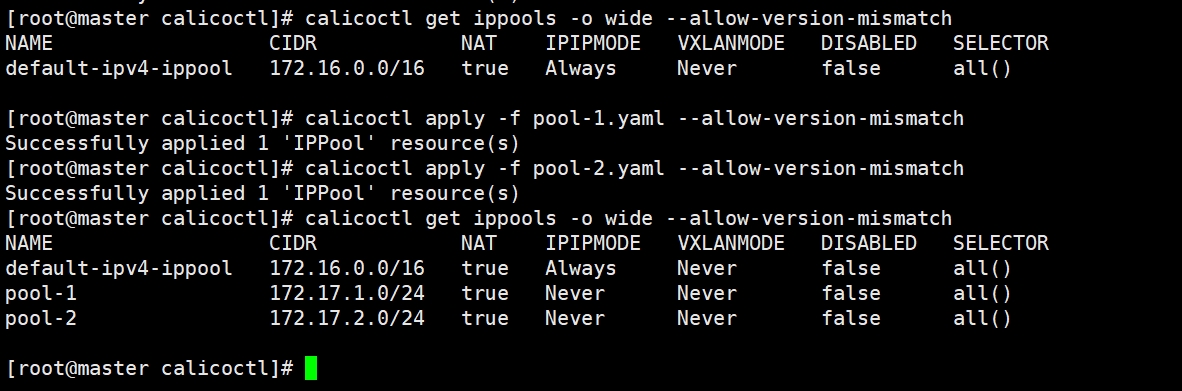 [root@master calicoctl]# calicoctl get ippools -o wide --allow-version-mismatch
NAME                  CIDR            NAT    IPIPMODE   VXLANMODE   DISABLED   SELECTOR
default-ipv4-ippool   172.16.0.0/16   true   Always     Never       false      all()
[root@master calicoctl]# calicoctl apply -f pool-1.yaml --allow-version-mismatch
Successfully applied 1 'IPPool' resource(s)
[root@master calicoctl]# calicoctl apply -f pool-2.yaml --allow-version-mismatch
Successfully applied 1 'IPPool' resource(s)
[root@master calicoctl]# calicoctl get ippools -o wide --allow-version-mismatch
NAME                  CIDR            NAT    IPIPMODE   VXLANMODE   DISABLED   SELECTOR
default-ipv4-ippool   172.16.0.0/16   true   Always     Never       false      all()
pool-1                172.17.1.0/24   true   Never      Never       false      all()
pool-2                172.17.2.0/24   true   Never      Never       false      all()
[root@master calicoctl]#